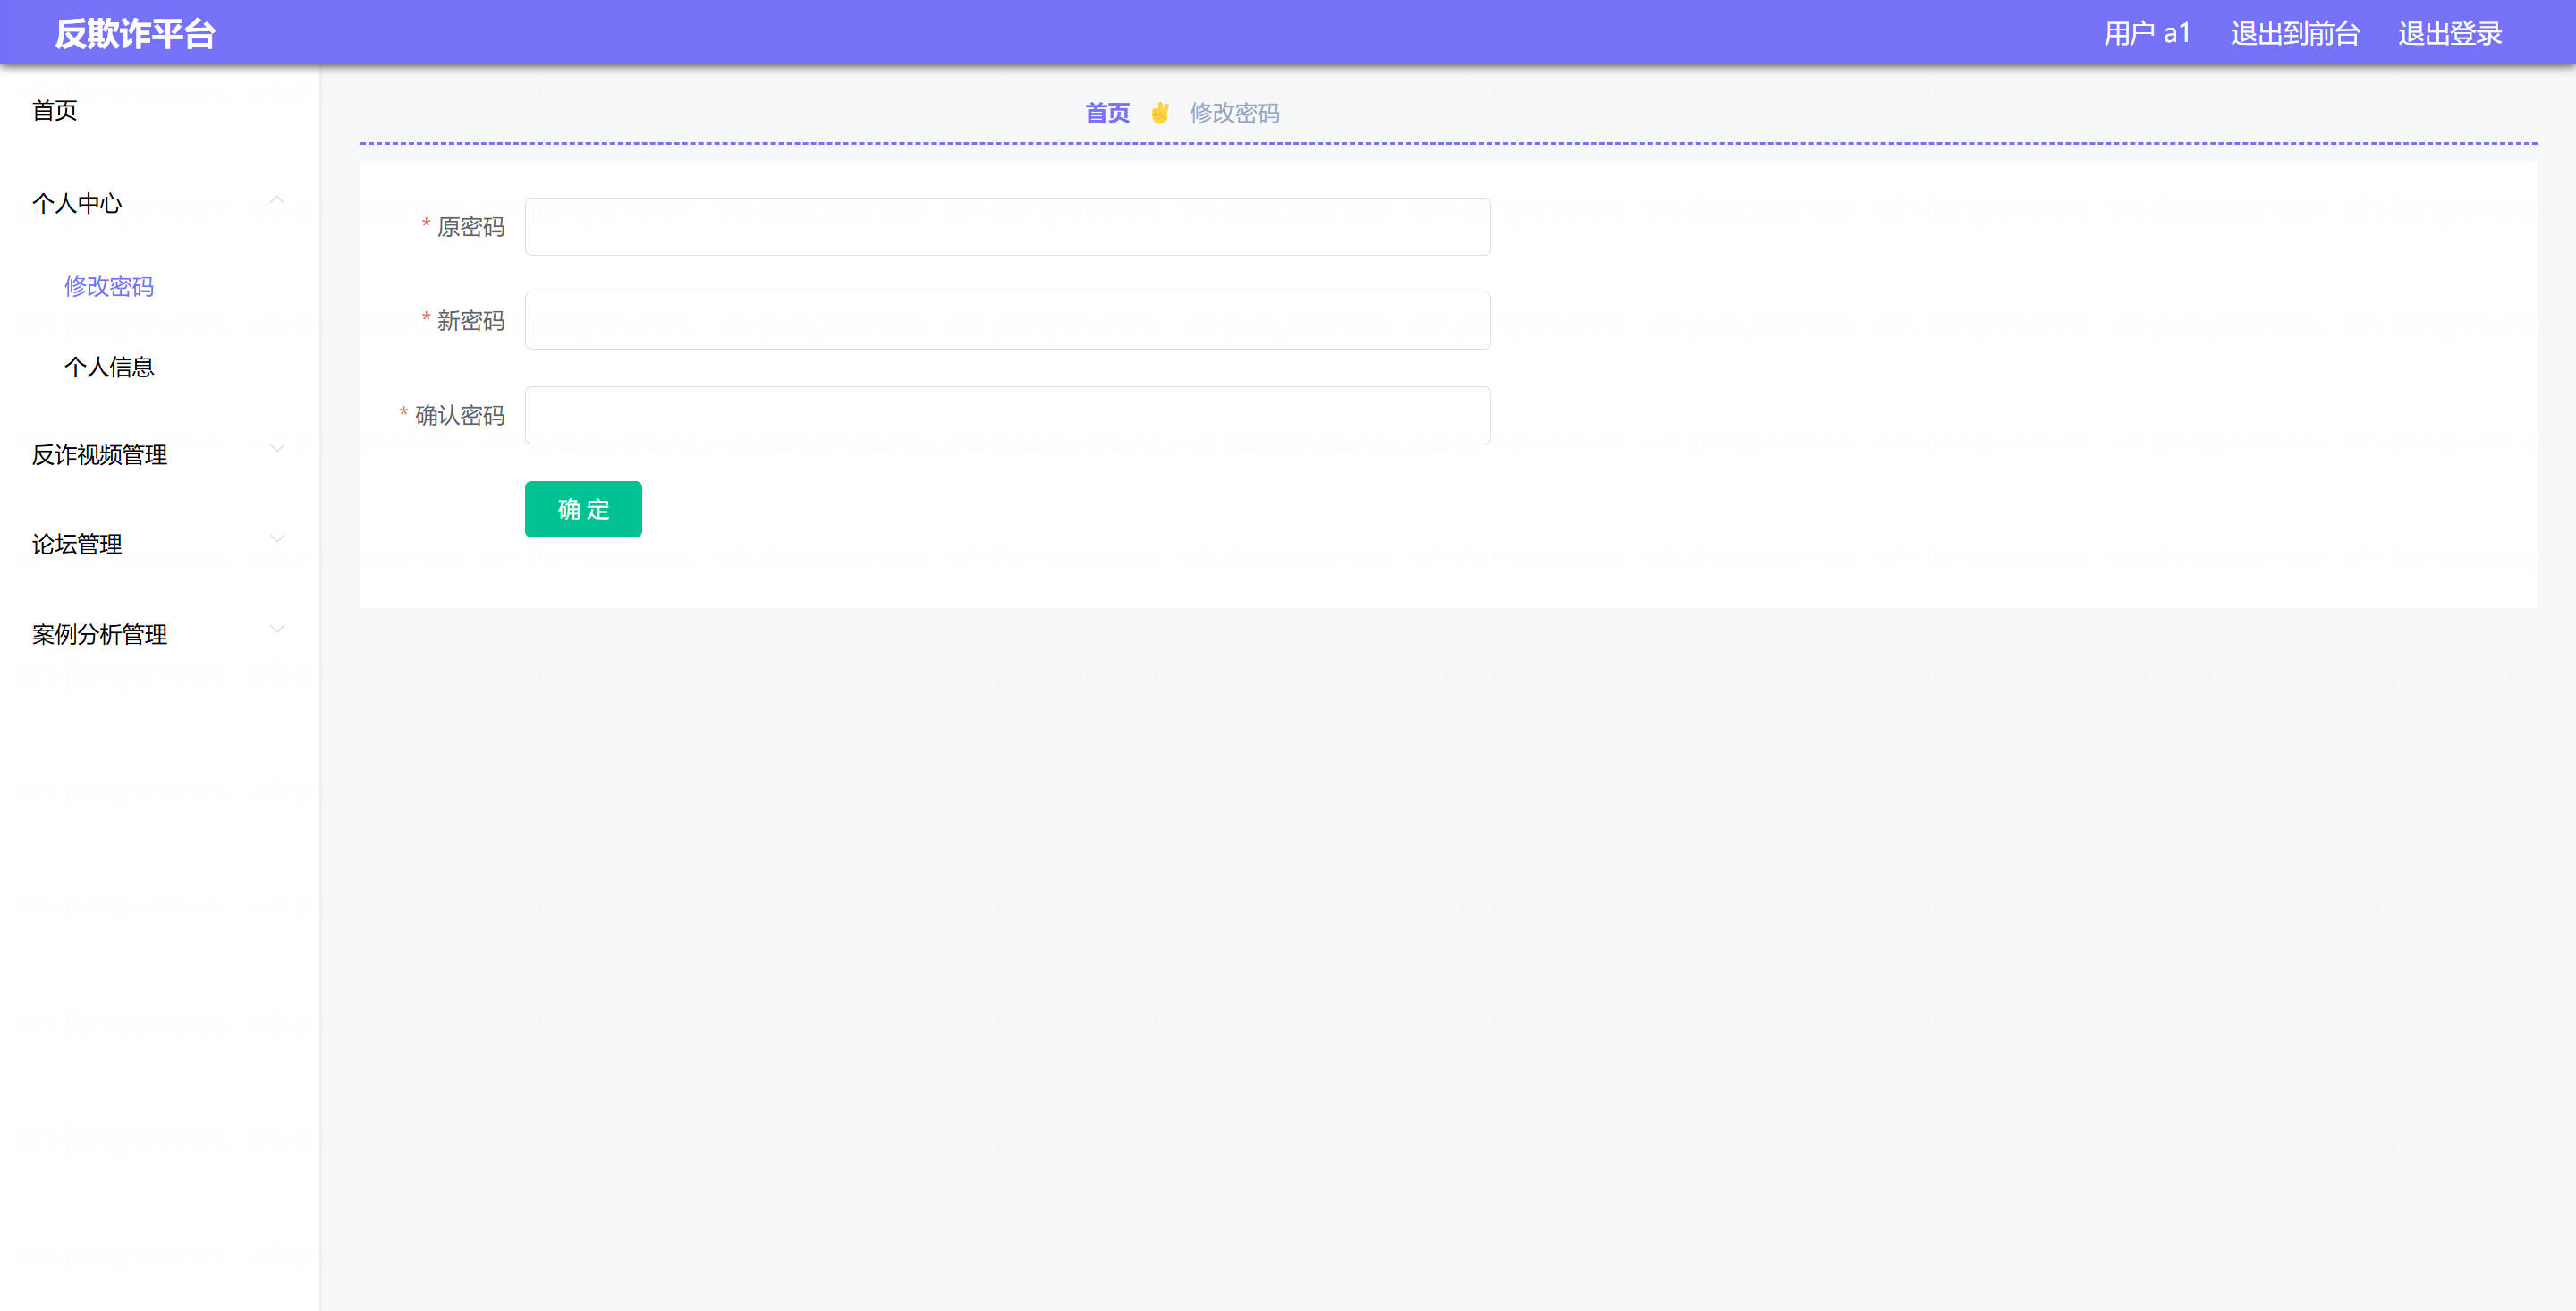 反欺诈平台
用户 a1 退出到前台 退出登录
首页
个人中心
修改密码
个人信息
反诈视频管理
论坛管理
案例分析管理
首页 ✌ 修改密码
* 原密码
* 新密码
* 确认密码
确 定